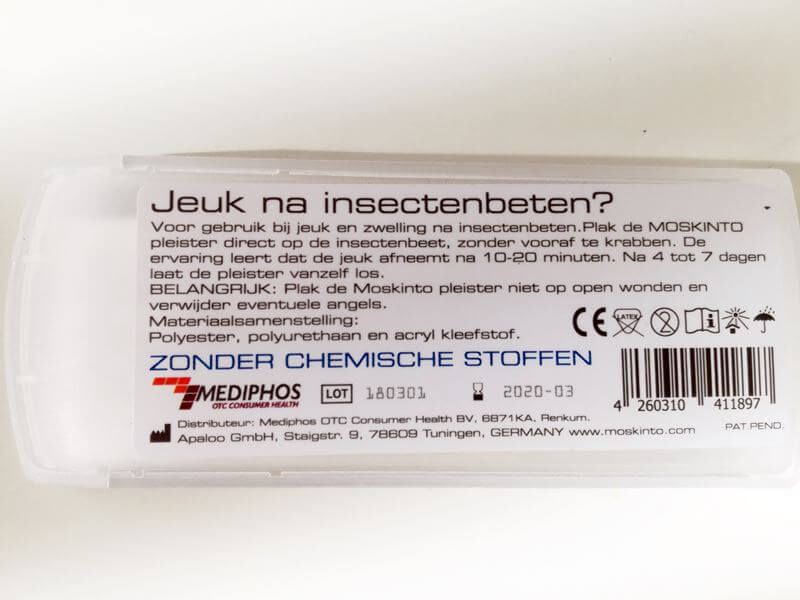 Jeuk na insectenbeten?
Voor gebruik bij jeuk en zwelling na insectenbeten.Plak de MOSKINTO
pleister direct op de insectenbeet, zonder vooraf te krabben. De
ervaring leert dat de jeuk afneemt na 10-20 minuten. Na 4 tot 7 dagen
laat de pleister vanzelf los.
BELANGRIJK: Plak de Moskinto pleister niet op open wonden en
verwijder eventuele angels.
Materiaalsamenstelling:
Polyester, polyurethaan en acryl kleefstof.
CE LATEX 2 i
ZONDER CHEMISCHE STOFFEN
MEDIPHOS
OTC CONSUMER HEALTH
LOT 180301 2020-03
4 260310 411897
Distributeur: Mediphos OTC Consumer Health BV, 6871KA, Renkum.
Apaloo GmbH, Staigstr. 9, 78609 Tuningen, GERMANY www.moskinto.com
PAT.PEND.